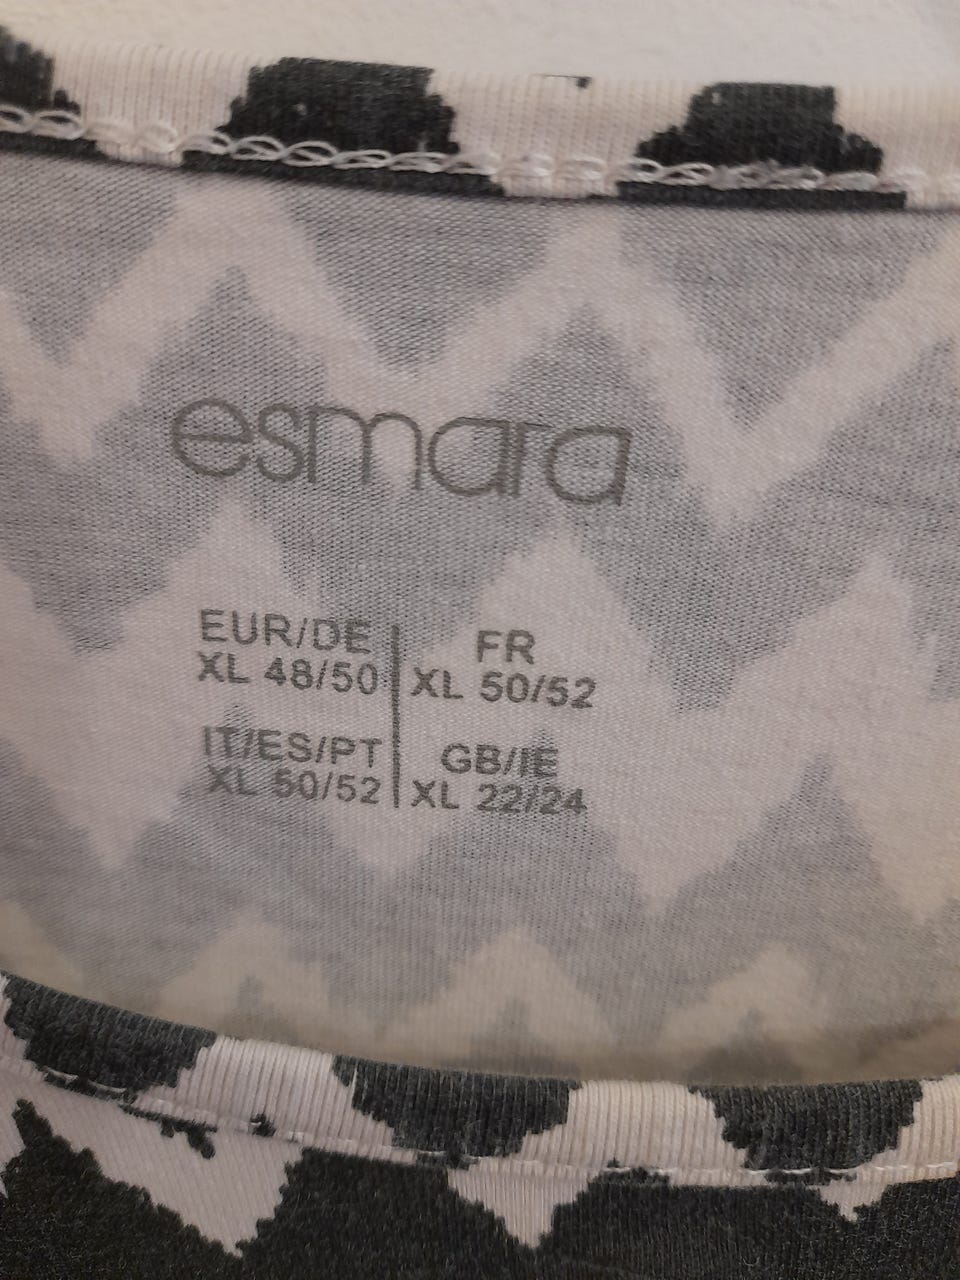 esmara
EUR/DE
XL 48/50
FR
XL 50/52
IT/ES/PT
XL 50/52
GB/IE
XL 22/24